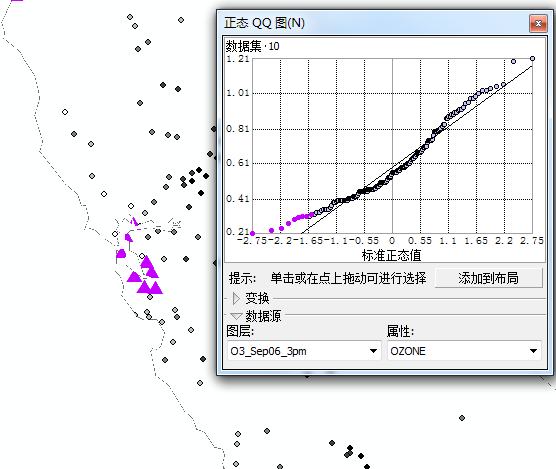 正态 QQ 图(N)
数据集·10
1.21
1.01
0.81
0.61
0.41
0.21
-2.75 -2.2 -1.65 -1.1 -0.55 0 0.55 1.1 1.65 2.2 2.75
标准正态值
提示: 单击或在点上拖动可进行选择 添加到布局
变换
数据源
图层: 属性:
O3_Sep06_3pm OZONE